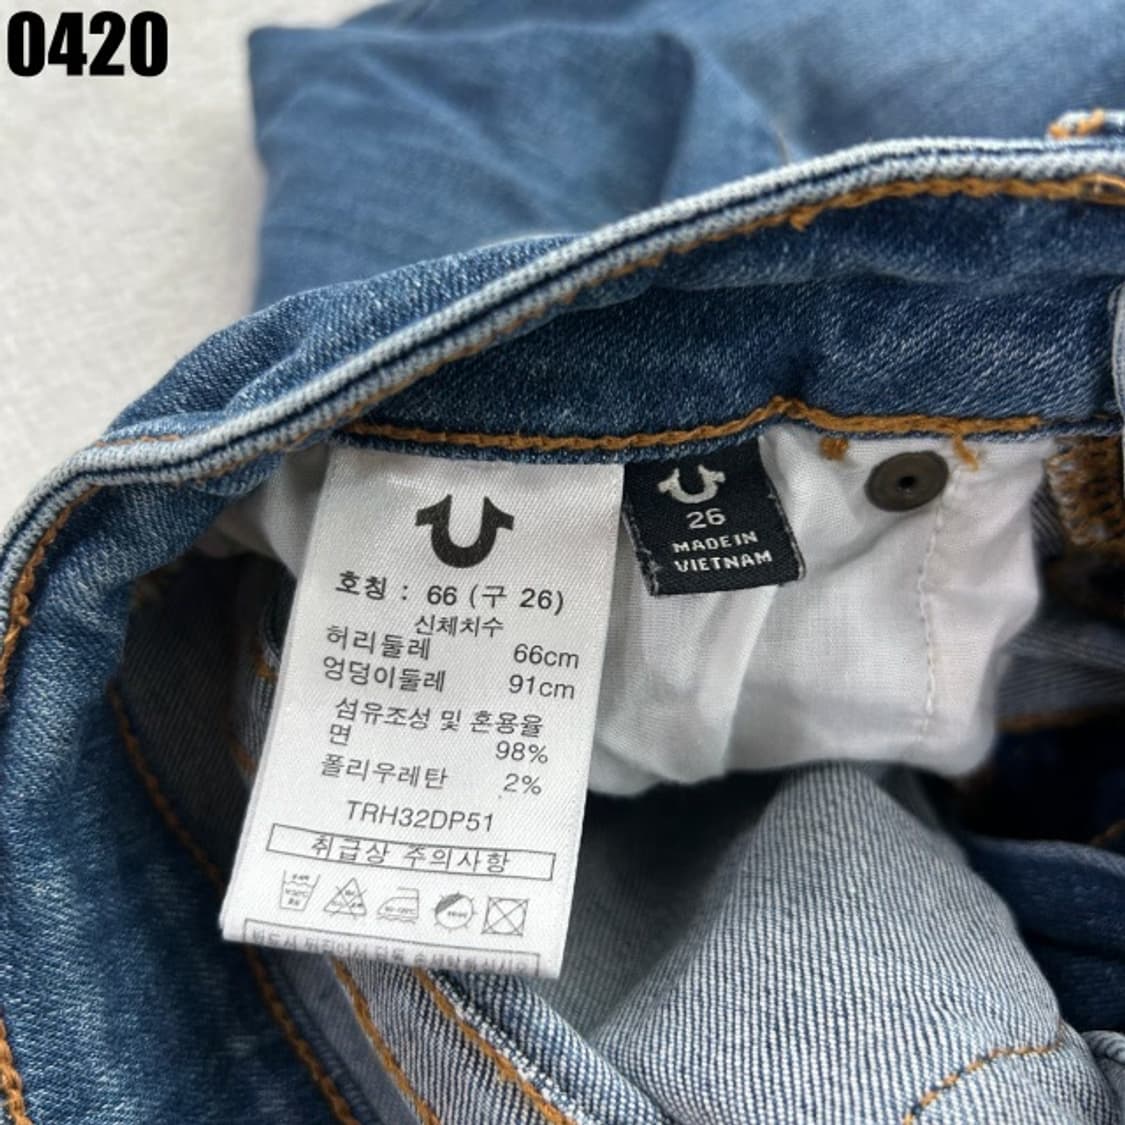 0420
호칭 : 66 (구 26)
신체치수
허리둘레 66cm
엉덩이둘레 91cm
섬유조성 및 혼용율
면 98%
폴리우레탄 2%
TRH32DP51
취급상 주의사항
26
MADE IN
VIETNAM